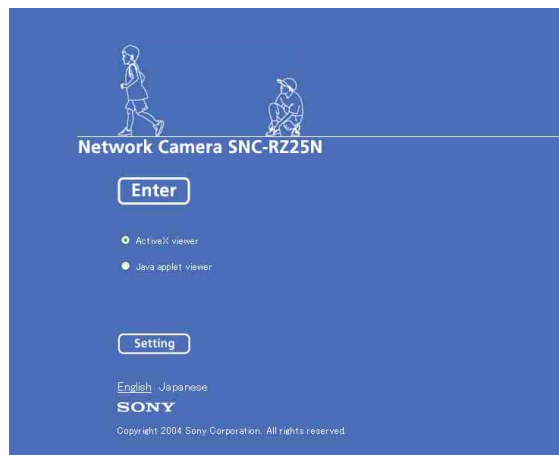 Network Camera SNC-RZ25N
Enter
ActiveX viewer
Java applet viewer
Setting
English Japanese
SONY
Copyright 2004 Sony Corporation. All rights reserved.